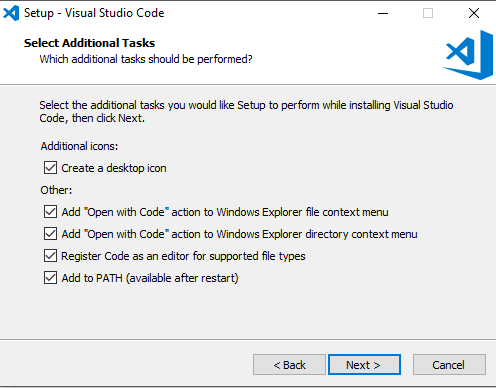 Setup - Visual Studio Code
Select Additional Tasks
Which additional tasks should be performed?
Select the additional tasks you would like Setup to perform while installing Visual Studio
Code, then click Next.
Additional icons:
Create a desktop icon
Other:
Add "Open with Code" action to Windows Explorer file context menu
Add "Open with Code" action to Windows Explorer directory context menu
Register Code as an editor for supported file types
Add to PATH (available after restart)
< Back Next > Cancel